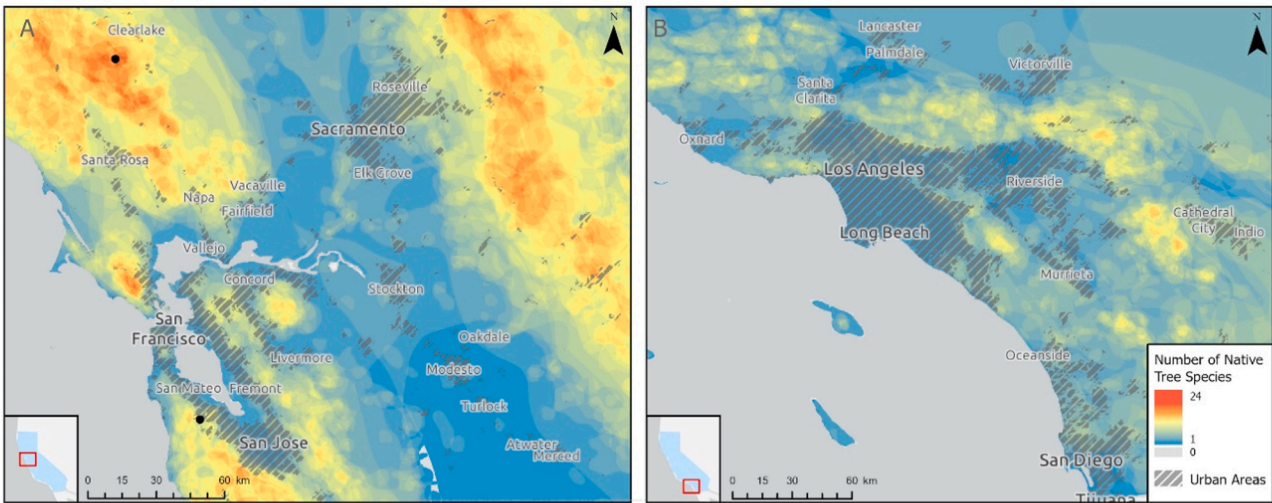 A
N
Clearlake
Roseville
Sacramento
Santa Rosa
Elk Grove
Vacaville
Napa
Fairfield
Vallejo
Concord
Stockton
San
Francisco
Oakdale
Livermore
Modesto
San Mateo
Fremont
Turlock
San Jose
Atwater
Merced
0 15 30 60 km
B
N
Lancaster
Palmdale
Victorville
Santa
Clarita
Oxnard
Los Angeles
Riverside
Cathedral
City
Indio
Long Beach
Murrieta
Oceanside
San Diego
Tijuana
0 15 30 60 km
Number of Native
Tree Species
24
1
0
Urban Areas